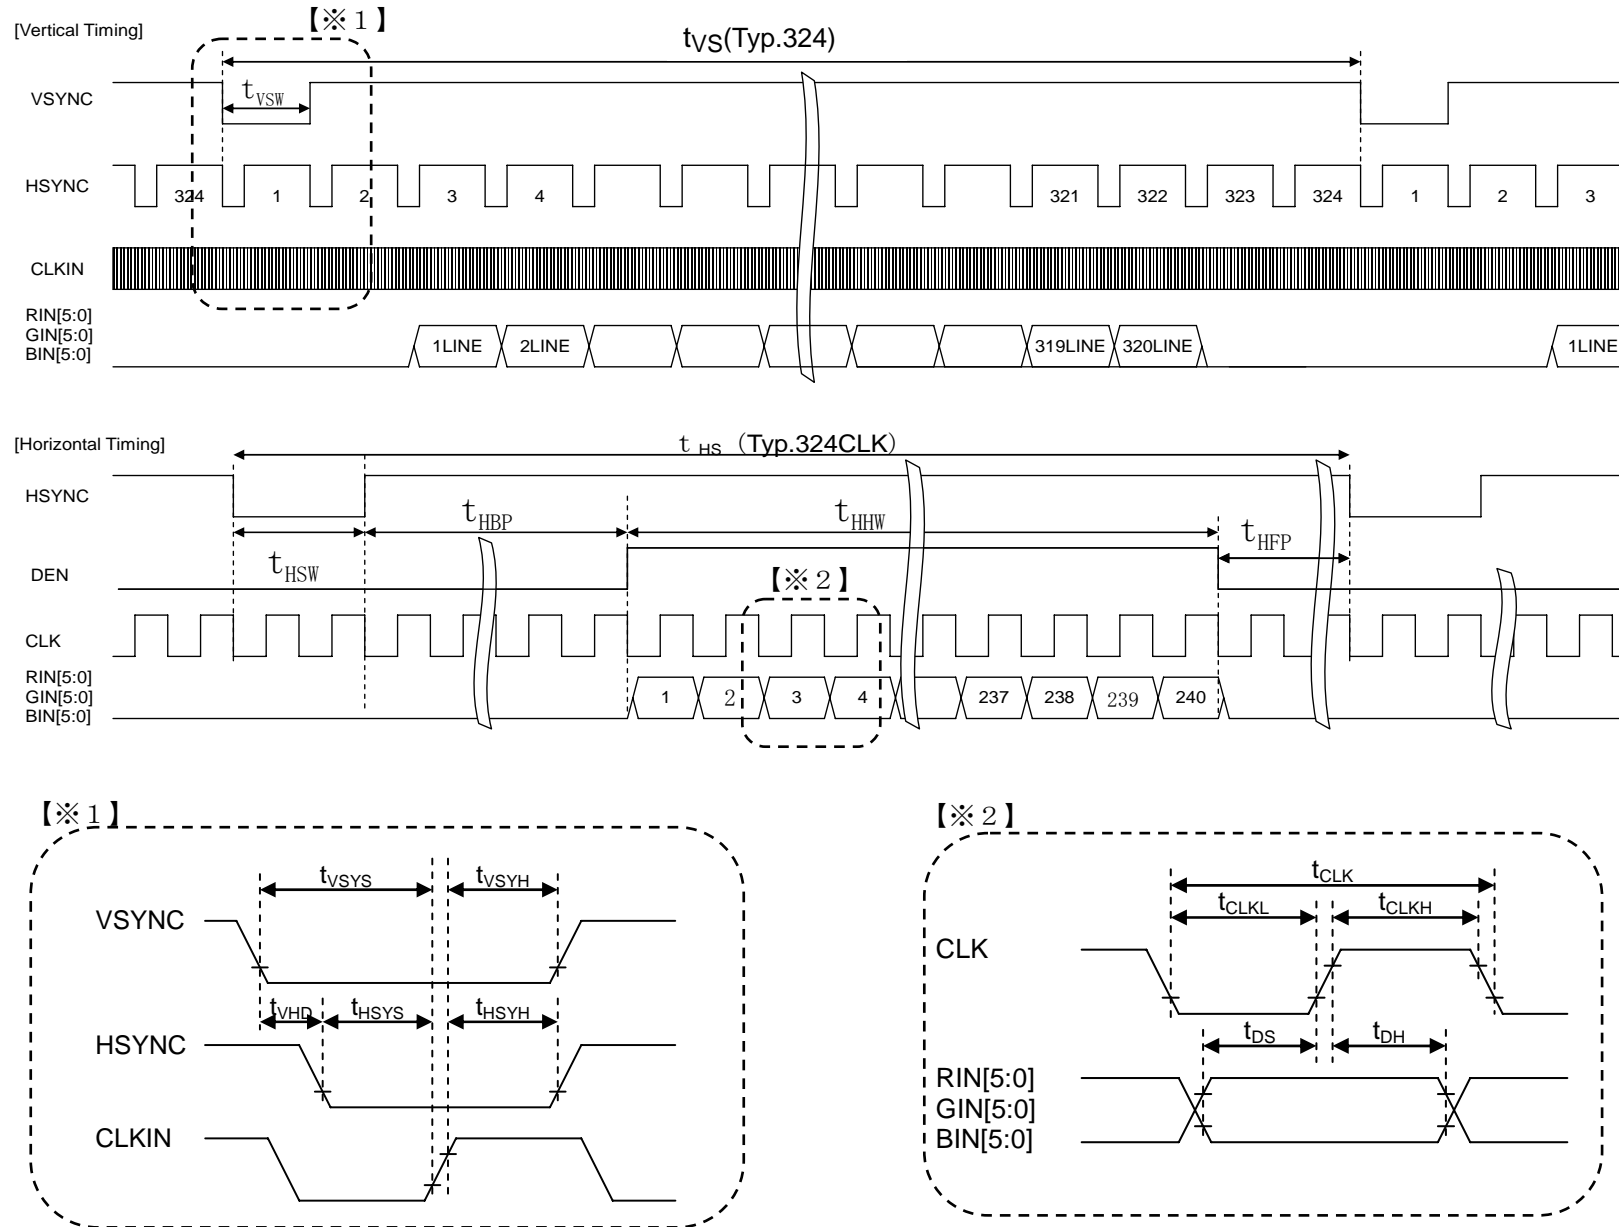 【※1】
[Vertical Timing]
tVS(Typ.324)
VSYNC
tVSW
HSYNC
324 1 2 3 4 321 322 323 324 1 2 3
CLKIN
RIN[5:0]
GIN[5:0]
BIN[5:0]
1LINE 2LINE 319LINE 320LINE 1LINE
[Horizontal Timing]
tHS (Typ.324CLK)
HSYNC
tHBP tHHW tHFP
tHSW
DEN
【※2】
CLK
RIN[5:0]
GIN[5:0]
BIN[5:0]
1 2 3 4 237 238 239 240
【※1】
tVSYS tVSYH
VSYNC
tVHD tHSYS tHSYH
HSYNC
CLKIN
【※2】
tCLK
tCLKL tCLKH
CLK
tDS tDH
RIN[5:0]
GIN[5:0]
BIN[5:0]